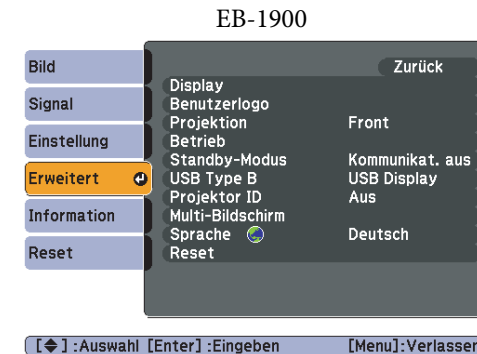 EB-1900
Bild
Signal
Einstellung
Erweitert
Information
Reset
Zurück
Display
Benutzerlogo
Projektion Front
Betrieb
Standby-Modus Kommunikat. aus
USB Type B USB Display
Projektor ID Aus
Multi-Bildschirm
Sprache Deutsch
Reset
[◆] :Auswahl [Enter] :Eingeben [Menu]:Verlasser